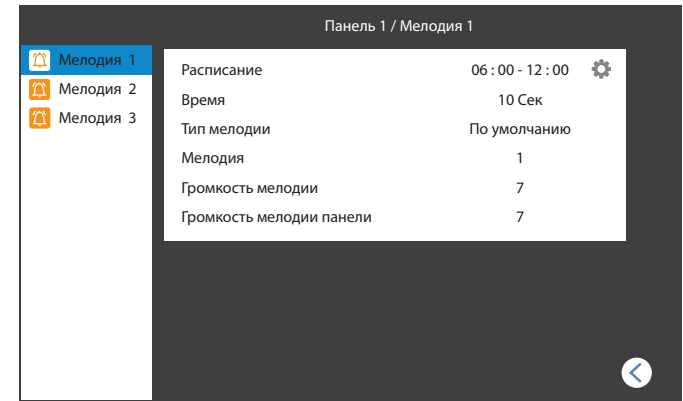 Панель 1 / Мелодия 1
Мелодия 1
Мелодия 2
Мелодия 3
Расписание 06 : 00 - 12 : 00
Время 10 Сек
Тип мелодии По умолчанию
Мелодия 1
Громкость мелодии 7
Громкость мелодии панели 7